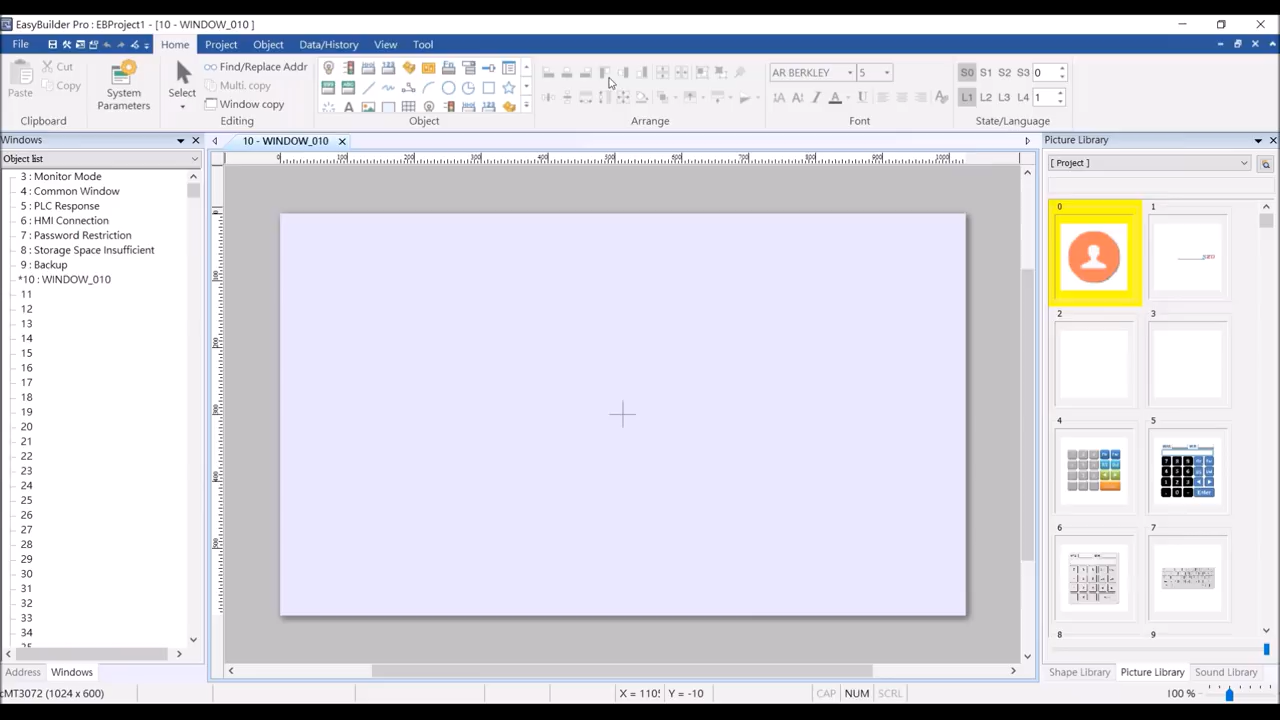 EasyBuilder Pro : EBProject1 - [10 - WINDOW_010 ]
File Home Project Object Data/History View Tool
Paste Cut Copy
Clipboard
System Parameters
Select Find/Replace Addr
Multi. copy
Window copy
Editing
Object
Arrange
AR BERKLEY 5
Font
S0 S1 S2 S3 0
L1 L2 L3 L4 1
State/Language
Windows
Object list
3 : Monitor Mode
4 : Common Window
5 : PLC Response
6 : HMI Connection
7 : Password Restriction
8 : Storage Space Insufficient
9 : Backup
*10 : WINDOW_010
11
12
13
14
15
16
17
18
19
20
21
22
23
24
25
26
27
28
29
30
31
32
33
34
Address Windows
10 - WINDOW_010
Picture Library
[ Project ]
0 1
2 3
4 5
6 7
8 9
Shape Library Picture Library Sound Library
cMT3072 (1024 x 600) Y = -10 CAP NUM SCRL 100 %